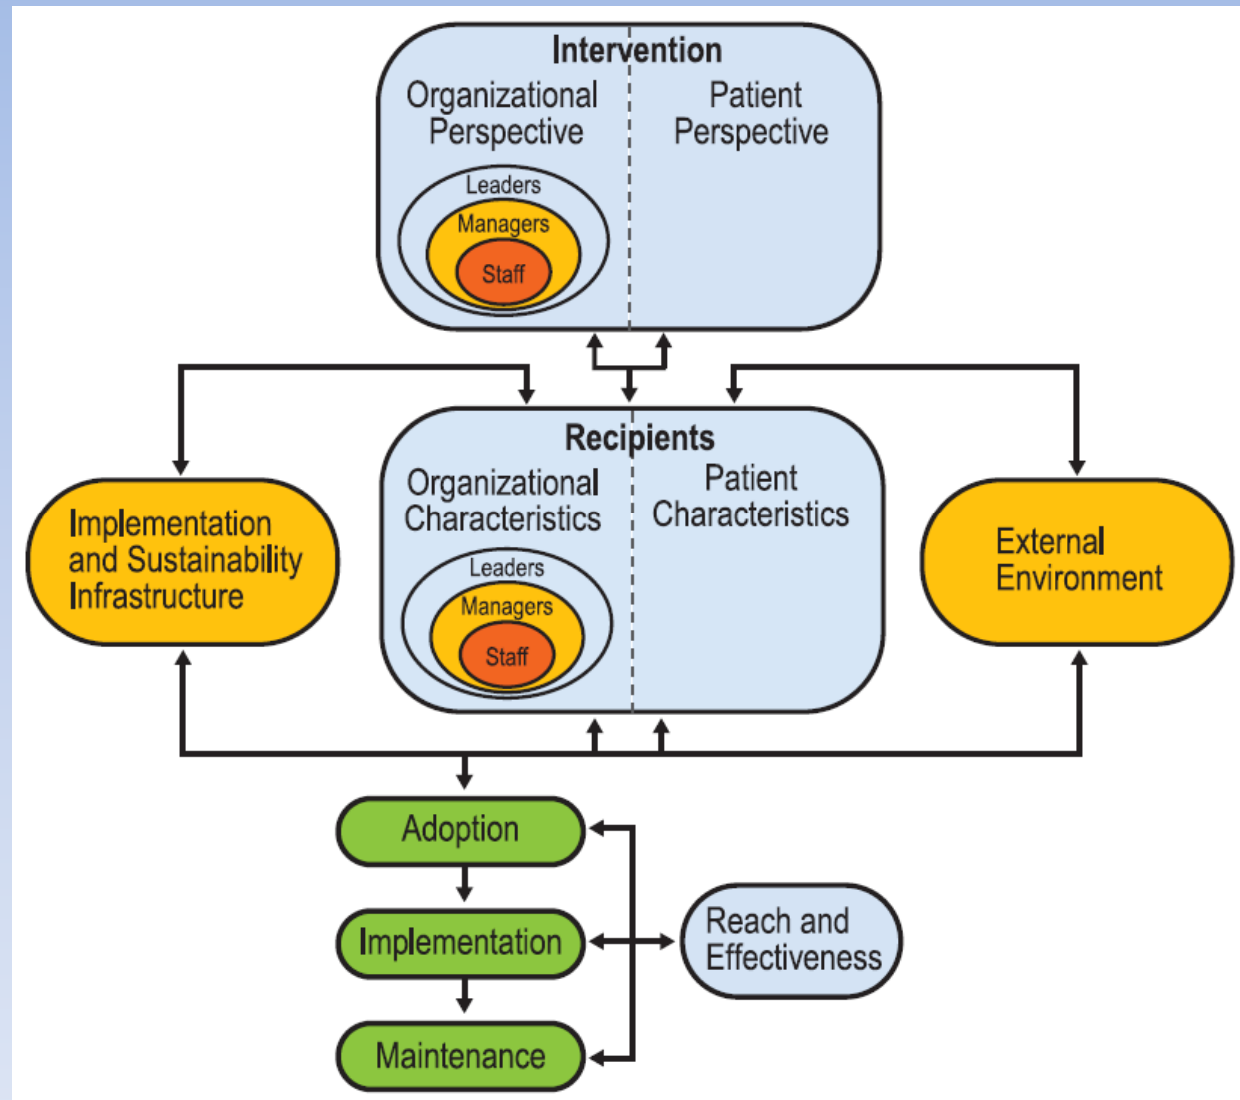 Intervention
Organizational
Perspective
Patient
Perspective
Leaders
Managers
Staff
Recipients
Organizational
Characteristics
Patient
Characteristics
Leaders
Managers
Staff
Implementation
and Sustainability
Infrastructure
External
Environment
Adoption
Implementation
Maintenance
Reach and
Effectiveness